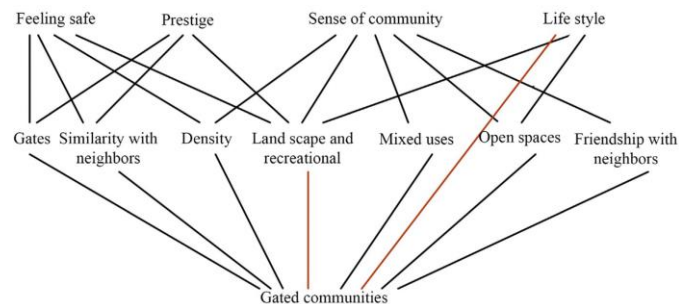 Feeling safe
Prestige
Sense of community
Life style
Gates
Similarity with
neighbors
Density
Land scape and
recreational
Mixed uses
Open spaces
Friendship with
neighbors
Gated communities